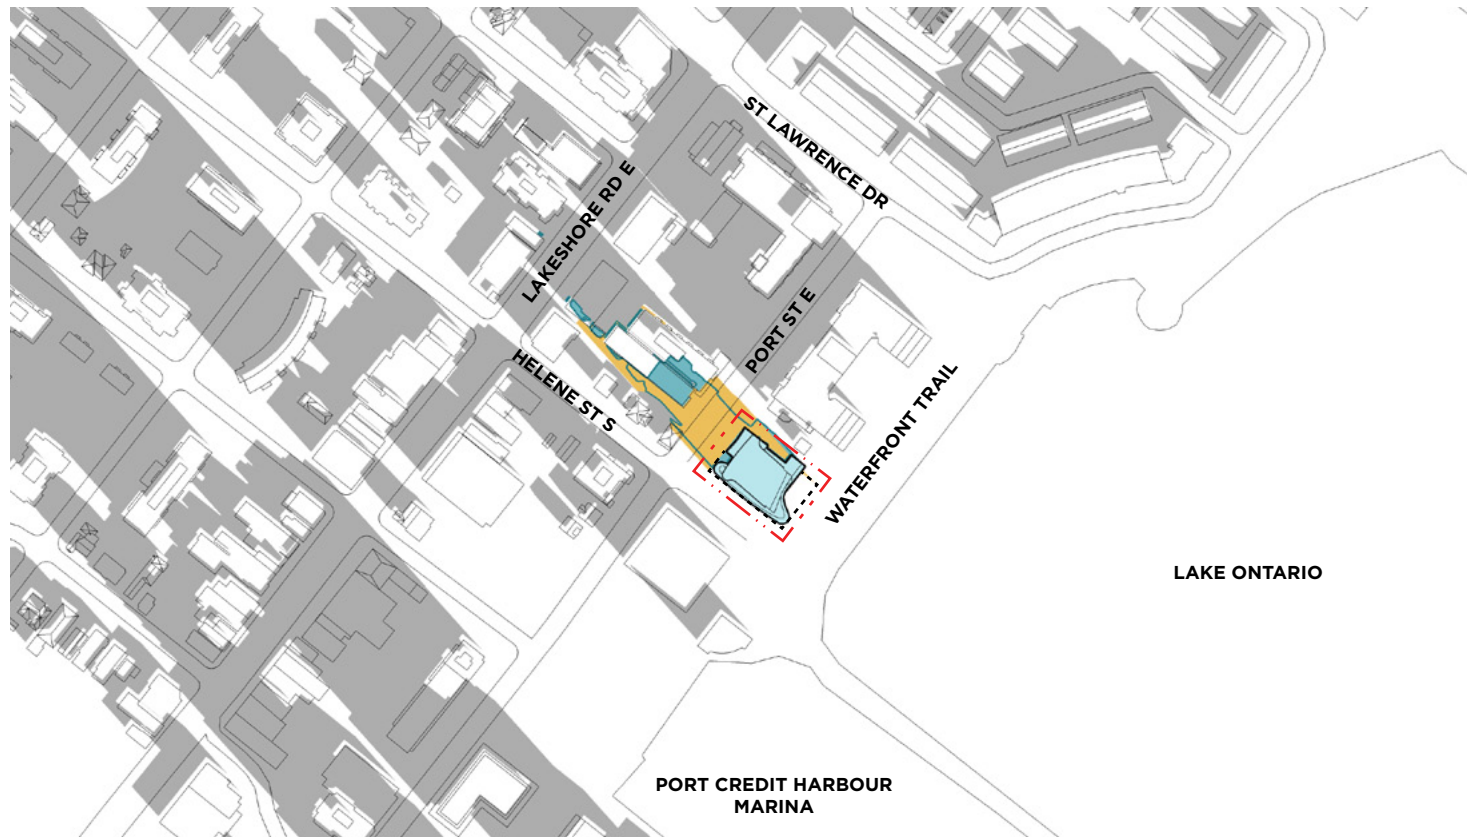 ST LAWRENCE DR
LAKESHORE RD E
PORT ST E
HELENE ST S
WATERFRONT TRAIL
LAKE ONTARIO
PORT CREDIT HARBOUR
MARINA